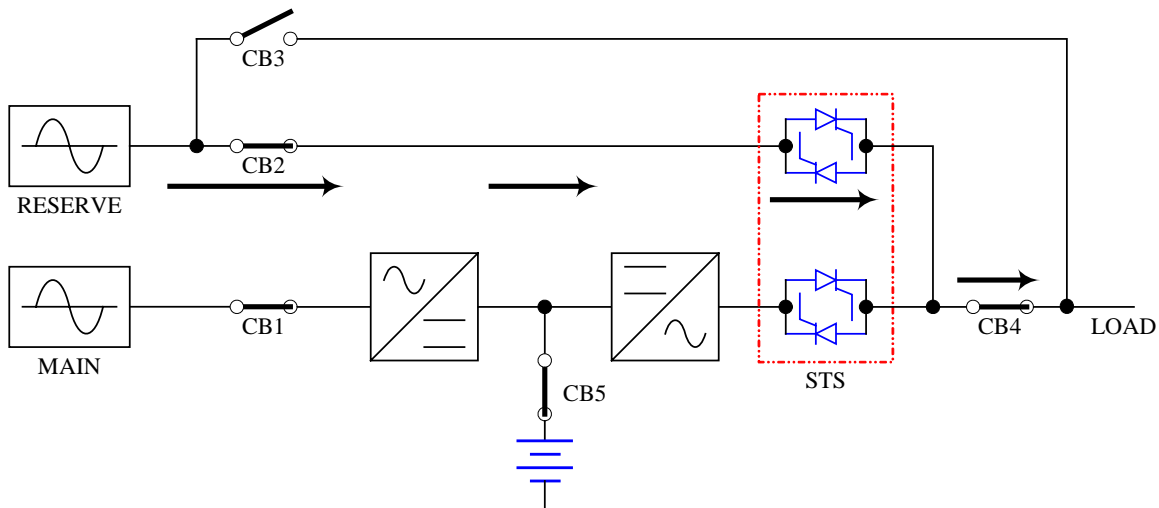 CB3
CB2
RESERVE
CB1
MAIN
CB5
STS
CB4
LOAD